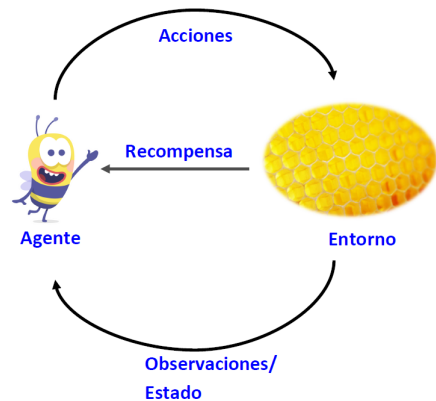 Acciones
Recompensa
Agente
Entorno
Observaciones/
Estado